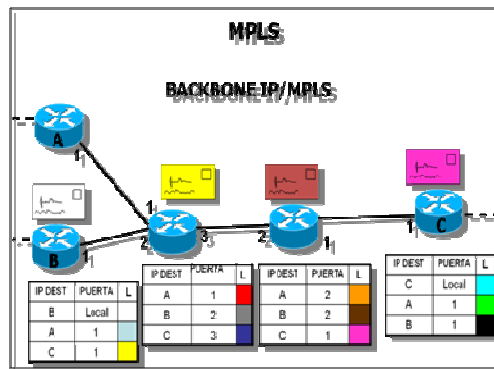 MPLS
BACKBONE IP/MPLS
A
1
B
1
1
2
3
2
1
C
1
IP DEST PUERTA L
B Local
A 1
C 1
IP DEST PUERTA L
A 1
B 2
C 3
IP DEST PUERTA L
A 2
B 2
C 1
IP DEST PUERTA L
C Local
A 1
B 1